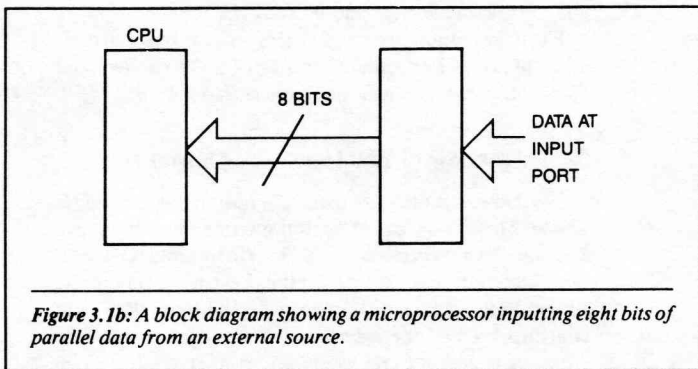 CPU
8 BITS
DATA AT
INPUT
PORT
Figure 3.1b: A block diagram showing a microprocessor inputting eight bits of
parallel data from an external source.